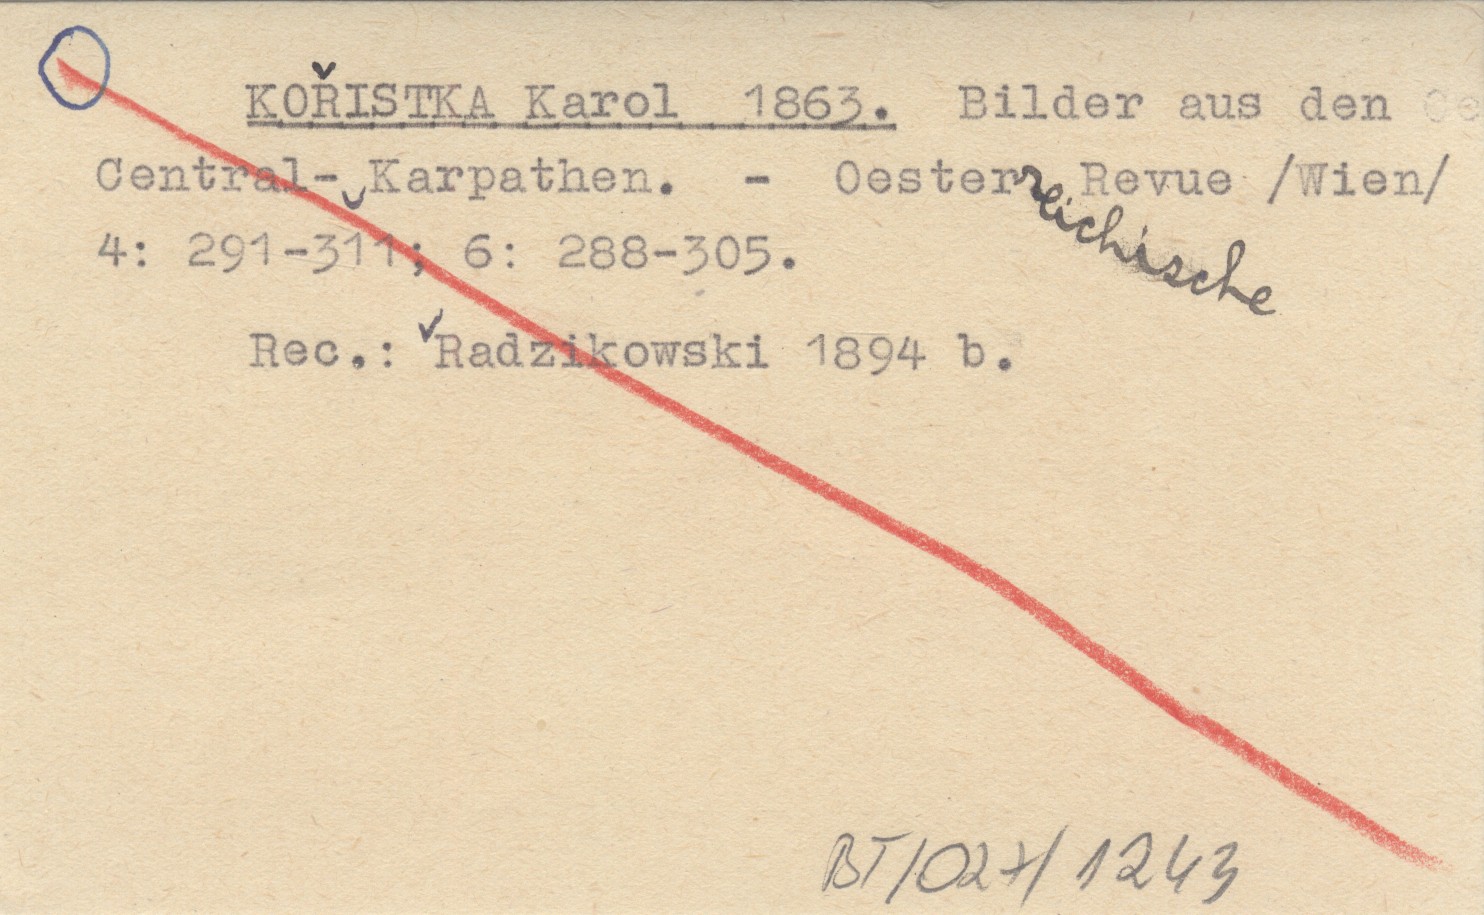 KOŘISTKA Karol 1863. Bilder aus den Oe
Central-Karpathen. - Oesterreichische Revue /Wien/
4: 291-311; 6: 288-305.
Rec.: Radzikowski 1894 b.
BT/027/1243